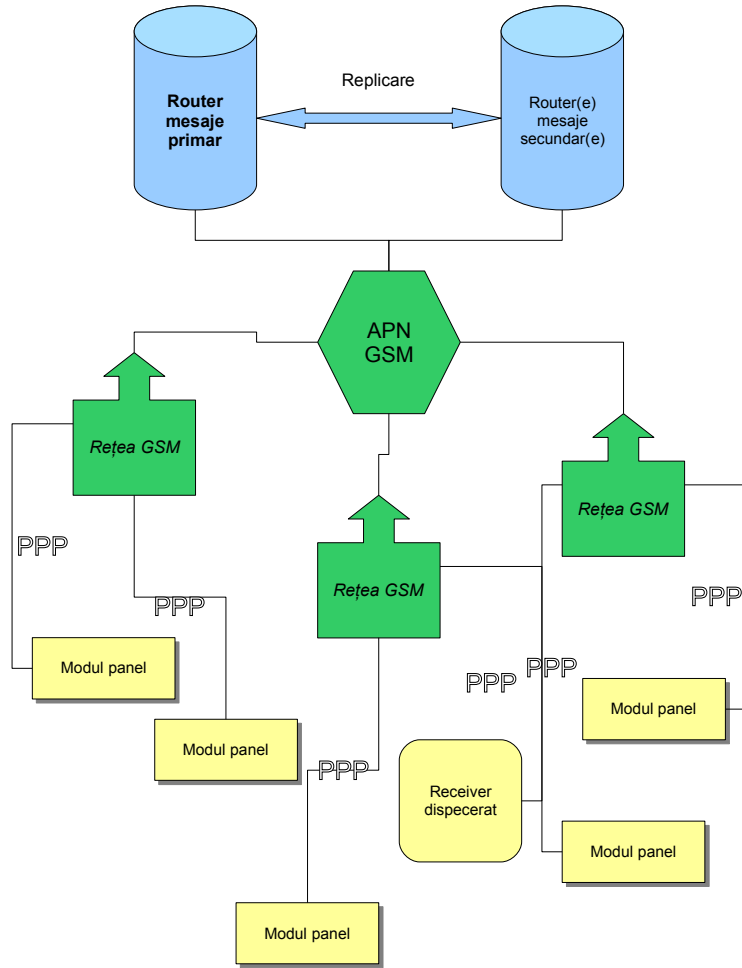 Replicare
Router
mesaje
primar
Router(e)
mesaje
secundar(e)
APN
GSM
Rețea GSM
Rețea GSM
Rețea GSM
PPP
PPP
PPP
PPP
PPP
PPP
Modul panel
Modul panel
Modul panel
Receiver
dispecerat
Modul panel
Modul panel